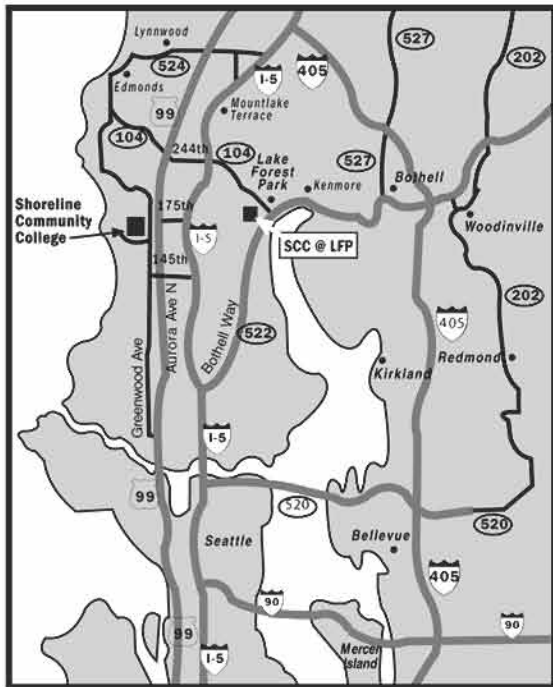 Lynnwood
527
202
524
I-5
405
Edmonds
99
Mountlake
Terrace
104
244th
104
Lake
Forest
Park
527
Kenmore
Bothell
Shoreline
Community
College
175th
I-5
SCC @ LFP
Woodinville
145th
202
Greenwood Ave
Aurora Ave N
Bothell Way
522
405
Redmond
Kirkland
I-5
99
520
520
Seattle
Bellevue
405
90
90
99
I-5
Mercer
Island